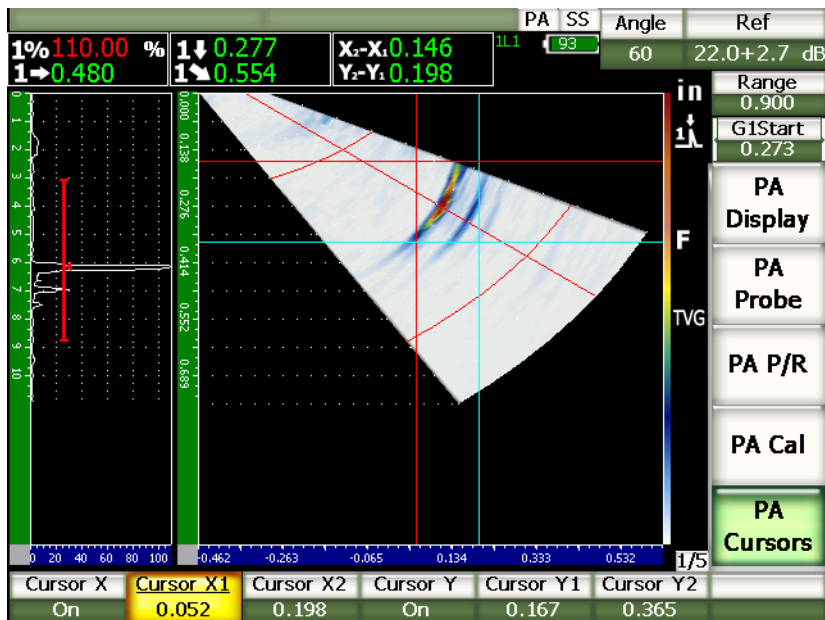 PA SS Angle Ref
1% 110.00 % 1 0.277 X₂-X₁ 0.146 1L1 93 60 22.0+2.7 dB
1 0.480 1 0.554 Y₂-Y₁ 0.198
in Range
0.900
1 G1Start
0.273
PA
Display
F
PA
Probe
TVG
PA P/R
PA Cal
PA
Cursors
0 1 2 3 4 5 6 7 8 9 10
0.000 0.138 0.276 0.414 0.552 0.689
0 20 40 60 80 100 -0.462 -0.263 -0.065 0.134 0.333 0.532 1/5
Cursor X Cursor X1 Cursor X2 Cursor Y Cursor Y1 Cursor Y2
On 0.052 0.198 On 0.167 0.365